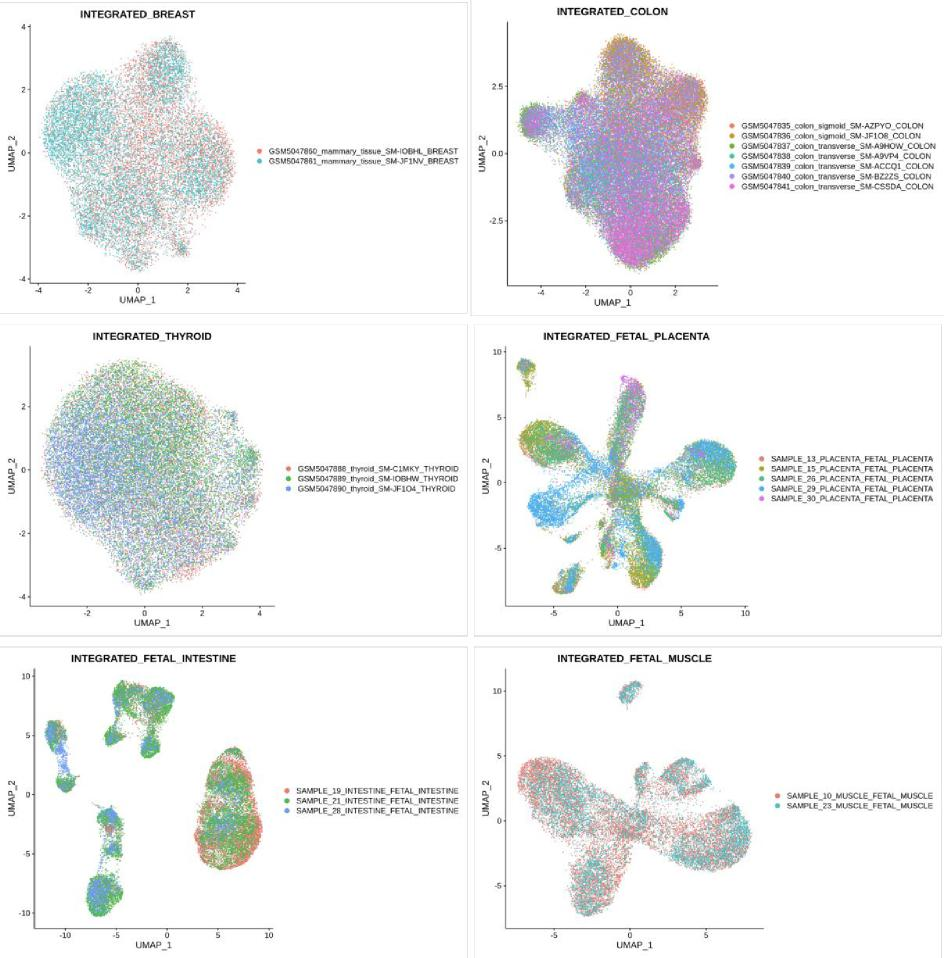 INTEGRATED_BREAST
4
2
0
-2
-4
UMAP_2
-4 -2 0 2 4
UMAP_1
GSM5047860_mammary_tissue_SM-IOBHL_BREAST
GSM5047861_mammary_tissue_SM-JF1NV_BREAST
INTEGRATED_COLON
2.5
0.0
-2.5
UMAP_2
-4 -2 0 2
UMAP_1
GSM5047835_colon_sigmoid_SM-AZPYO_COLON
GSM5047836_colon_sigmoid_SM-JF1O8_COLON
GSM5047837_colon_transverse_SM-A9HOW_COLON
GSM5047838_colon_transverse_SM-A9VP4_COLON
GSM5047839_colon_transverse_SM-ACCQ1_COLON
GSM5047840_colon_transverse_SM-BZ2ZS_COLON
GSM5047841_colon_transverse_SM-CSSDA_COLON
INTEGRATED_THYROID
2
0
-2
-4
UMAP_2
-2 0 2 4
UMAP_1
GSM5047888_thyroid_SM-C1MKY_THYROID
GSM5047889_thyroid_SM-IOBHW_THYROID
GSM5047890_thyroid_SM-JF1O4_THYROID
INTEGRATED_FETAL_PLACENTA
10
5
0
-5
UMAP_2
-5 0 5 10
UMAP_1
SAMPLE_13_PLACENTA_FETAL_PLACENTA
SAMPLE_15_PLACENTA_FETAL_PLACENTA
SAMPLE_26_PLACENTA_FETAL_PLACENTA
SAMPLE_29_PLACENTA_FETAL_PLACENTA
SAMPLE_30_PLACENTA_FETAL_PLACENTA
INTEGRATED_FETAL_INTESTINE
10
5
0
-5
-10
UMAP_2
-10 -5 0 5 10
UMAP_1
SAMPLE_19_INTESTINE_FETAL_INTESTINE
SAMPLE_21_INTESTINE_FETAL_INTESTINE
SAMPLE_28_INTESTINE_FETAL_INTESTINE
INTEGRATED_FETAL_MUSCLE
10
5
0
-5
UMAP_2
-5 0 5
UMAP_1
SAMPLE_10_MUSCLE_FETAL_MUSCLE
SAMPLE_23_MUSCLE_FETAL_MUSCLE